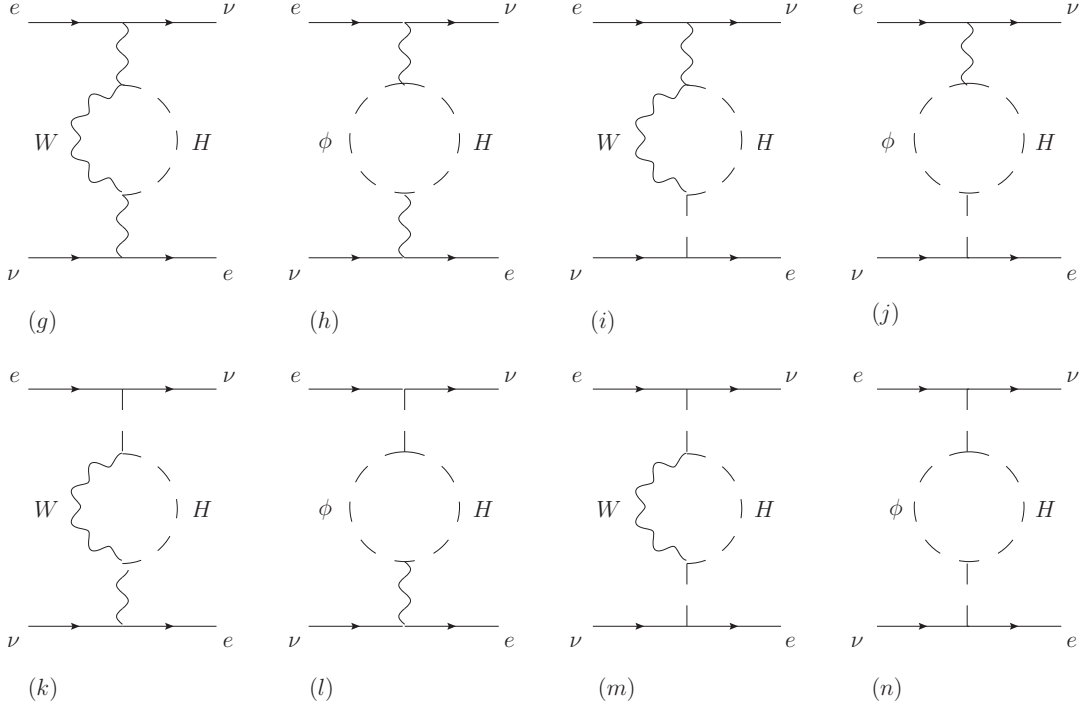 e ν e ν e ν e ν
W H ϕ H W H ϕ H
ν e ν e ν e ν e
(g) (h) (i) (j)
e ν e ν e ν e ν
W H ϕ H W H ϕ H
ν e ν e ν e ν e
(k) (l) (m) (n)